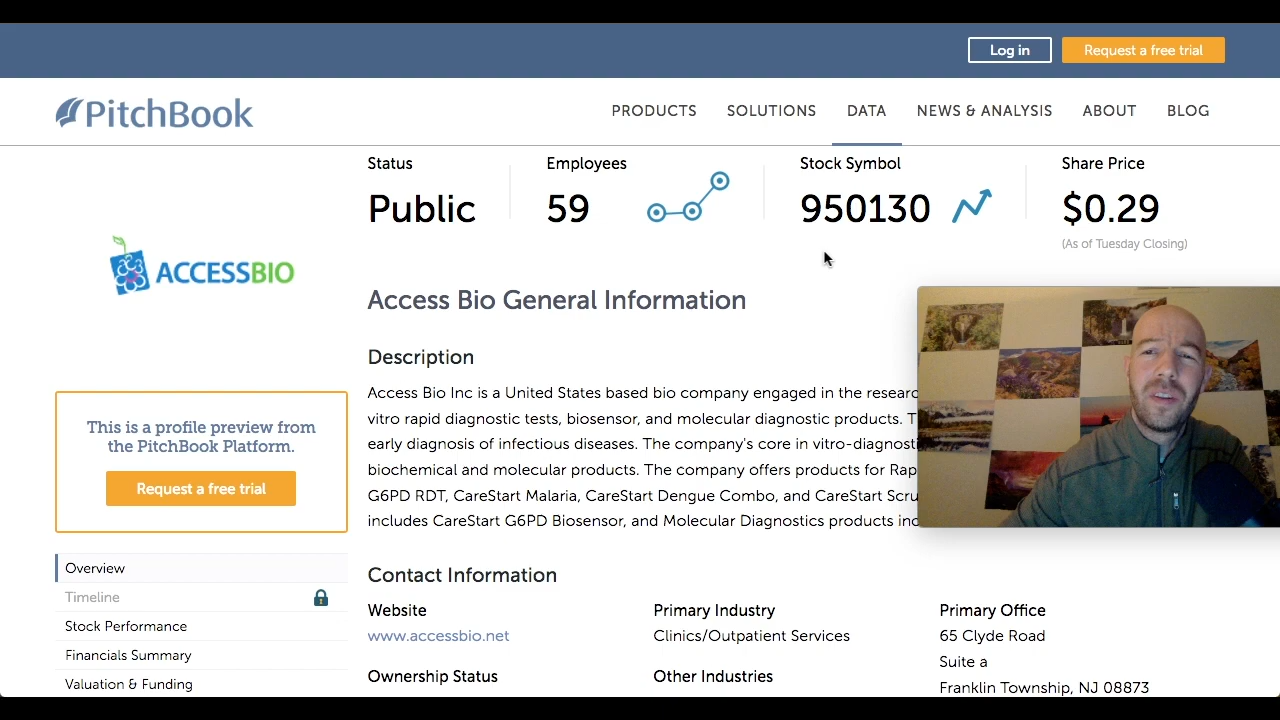 Log in
Request a free trial
PitchBook
PRODUCTS
SOLUTIONS
DATA
NEWS & ANALYSIS
ABOUT
BLOG
Status
Employees
Stock Symbol
Share Price
Public
59
950130
$0.29
(As of Tuesday Closing)
ACCESSBIO
Access Bio General Information
Description
Access Bio Inc is a United States based bio company engaged in the
vitro rapid diagnostic tests, biosensor, and molecular diagnostic products.
early diagnosis of infectious diseases. The company's core in
biochemical and molecular products. The company offers products for
G6PD RDT, CareStart Malaria, CareStart Dengue Combo, and CareStart
includes CareStart G6PD Biosensor, and Molecular Diagnostics products
This is a profile preview from
the PitchBook Platform.
Request a free trial
Overview
Timeline
Stock Performance
Financials Summary
Valuation & Funding
Contact Information
Website
www.accessbio.net
Ownership Status
Primary Industry
Clinics/Outpatient Services
Other Industries
Primary Office
65 Clyde Road
Suite a
Franklin Township, NJ 08873